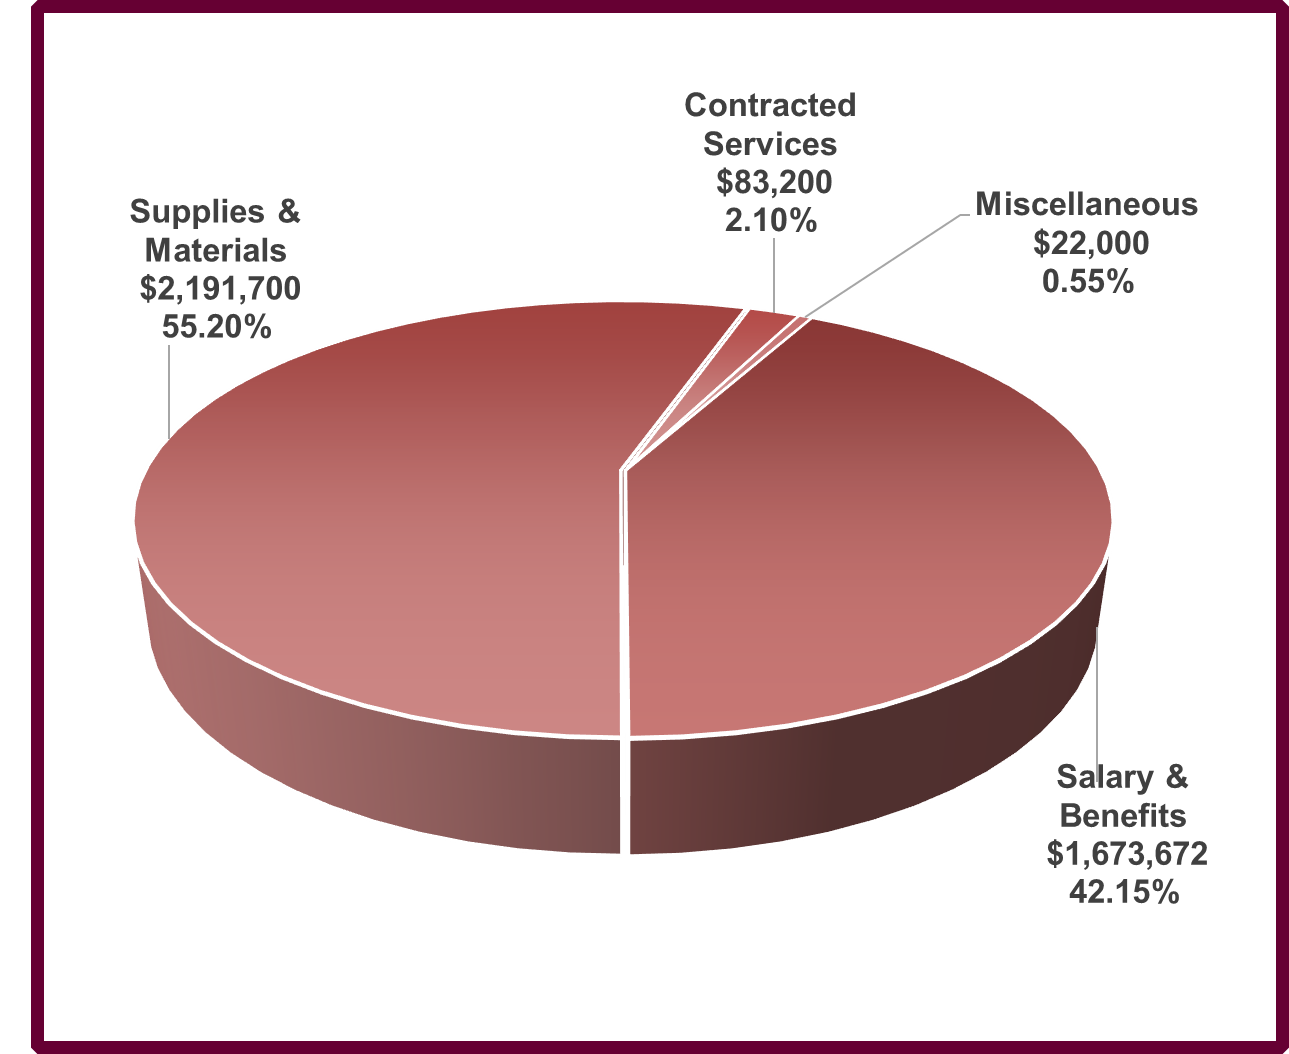 Contracted
Services
$83,200
2.10%
Miscellaneous
$22,000
0.55%
Supplies &
Materials
$2,191,700
55.20%
Salary &
Benefits
$1,673,672
42.15%